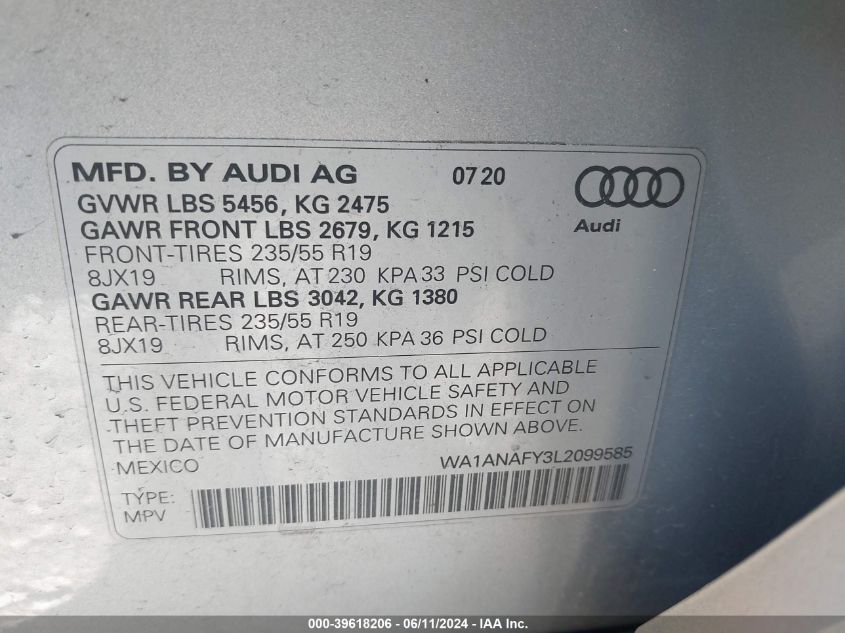 MFD. BY AUDI AG 07 20
GVWR LBS 5456, KG 2475
GAWR FRONT LBS 2679, KG 1215
Audi
FRONT-TIRES 235/55 R19
8JX19 RIMS, AT 230 KPA 33 PSI COLD
GAWR REAR LBS 3042, KG 1380
REAR-TIRES 235/55 R19
8JX19 RIMS, AT 250 KPA 36 PSI COLD
THIS VEHICLE CONFORMS TO ALL APPLICABLE
U.S. FEDERAL MOTOR VEHICLE SAFETY AND
THEFT PREVENTION STANDARDS IN EFFECT ON
THE DATE OF MANUFACTURE SHOWN ABOVE.
MEXICO WA1ANAFY3L2099585
TYPE:
MPV
000-39618206 - 06/11/2024 - IAA Inc.